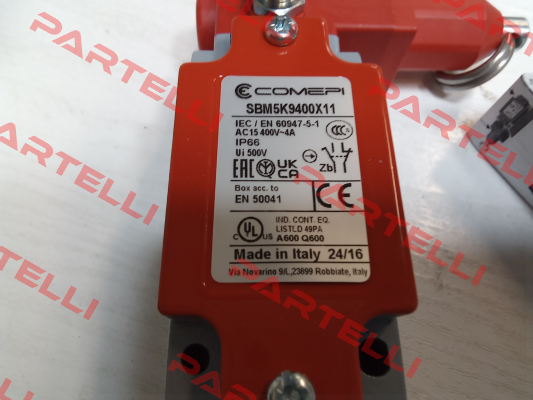 COMEPI
SBM5K9400X11
IEC / EN 60947-5-1
AC15 400V~4A
IP66
Ui 500V
EAC UK CA
Zb
Box acc. to
EN 50041
CE
IND. CONT. EQ.
LISTED 49PA
C UL US A600 Q600
Made in Italy 24/16
Via Novarino 9/L,23899 Robbiate, Italy
PARTELLI
PARTELLI
PARTELLI
PARTELLI
PARTELLI